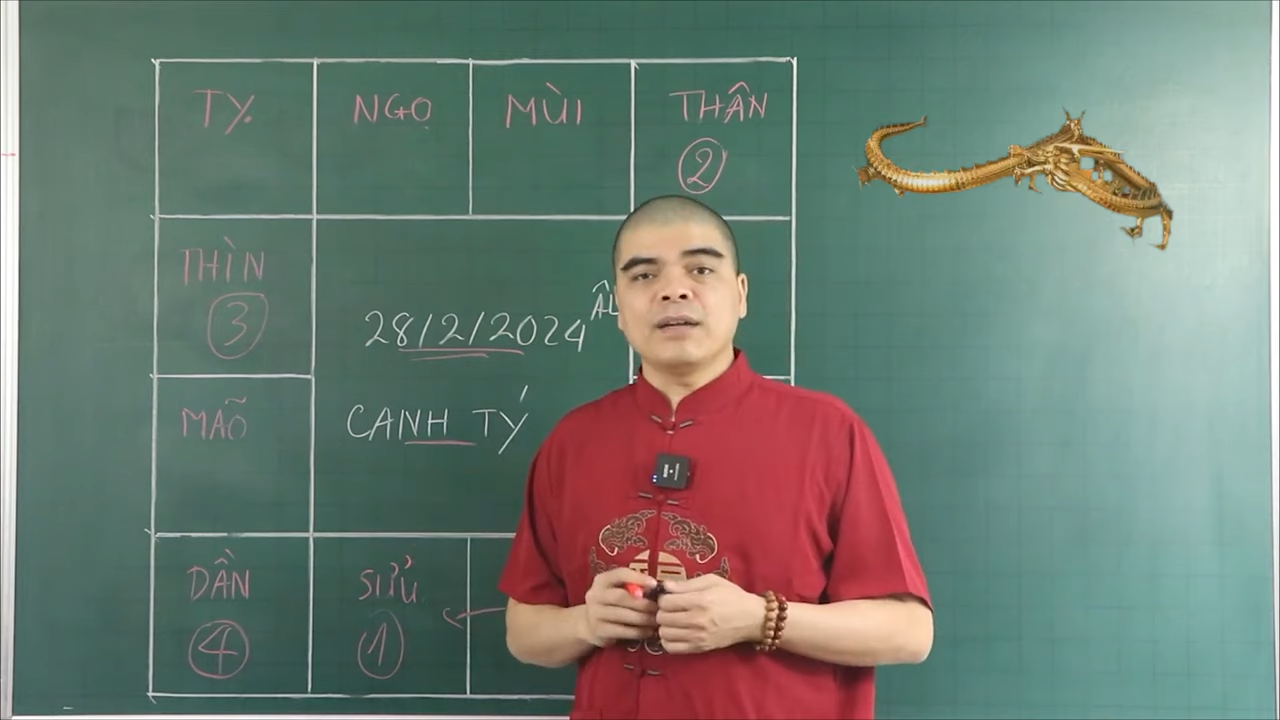 TỴ
NGỌ
MÙI
THÂN
2
THÌN
3
28/2/2024 ÂL
MÃO
CANH TÝ
DẦN
SỬU
4
1